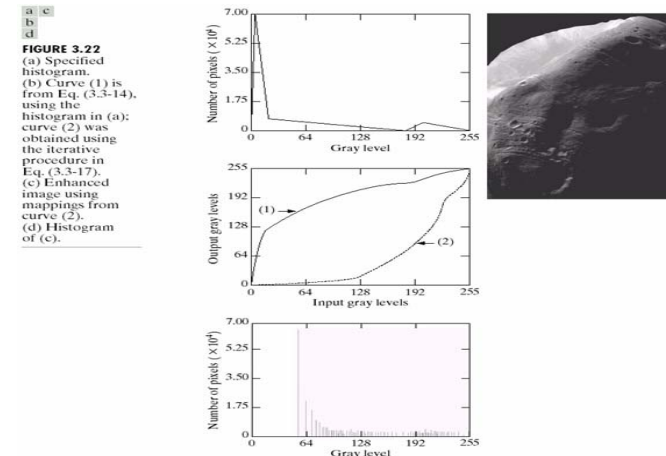 a c
b
d
FIGURE 3.22
(a) Specified
histogram.
(b) Curve (1) is
from Eq. (3.3-14),
using the
histogram in (a);
curve (2) was
obtained using
the iterative
procedure in
Eq. (3.3-17).
(c) Enhanced
image using
mappings from
curve (2).
(d) Histogram
of (c).
7.00
5.25
3.50
1.75
0
Number of pixels (× 10⁴)
0 64 128 192 255
Gray level
255
192
128
64
0
Output gray levels
(1)
(2)
0 64 128 192 255
Input gray levels
7.00
5.25
3.50
1.75
0
Number of pixels (× 10⁴)
0 64 128 192 255
Gray level